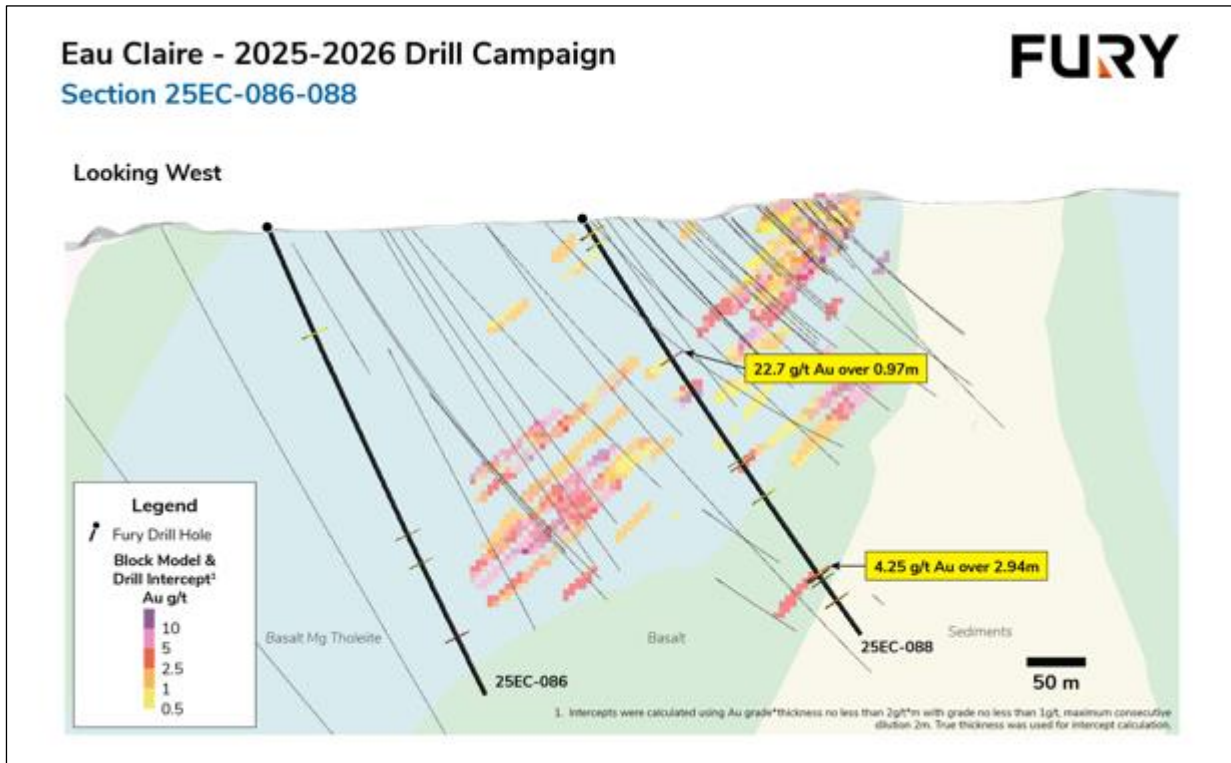 Eau Claire - 2025-2026 Drill Campaign
FURY
Section 25EC-086-088
Looking West
22.7 g/t Au over 0.97m
4.25 g/t Au over 2.94m
Legend
Fury Drill Hole
Block Model &
Drill Intercept¹
Au g/t
10
5
2.5
1
0.5
Basalt Mg Tholeiite
Basalt
Sediments
25EC-088
25EC-086
50 m
1. Intercepts were calculated using Au grade*thickness no less than 2g/t*m with grade no less than 1g/t, maximum consecutive
dilution 2m. True thickness was used for intercept calculation.